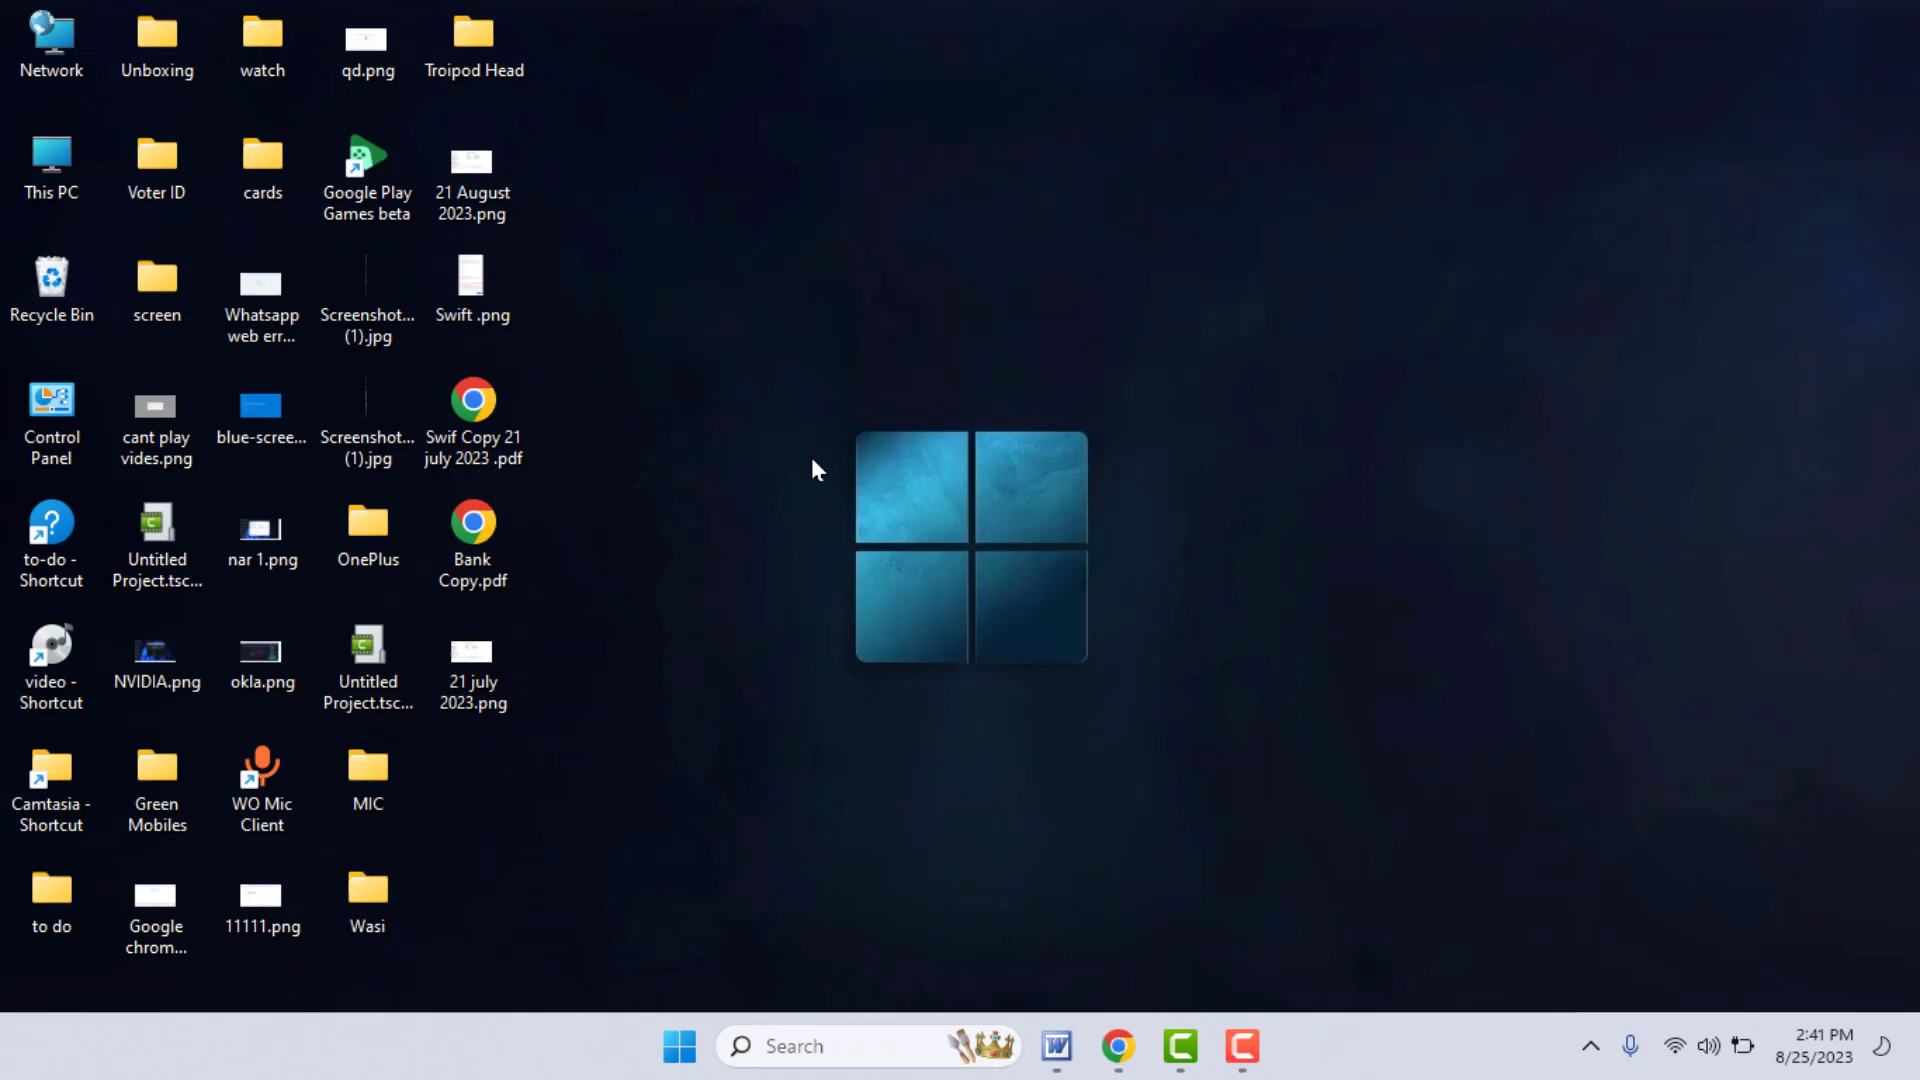 Network
Unboxing
watch
qd.png
Troipod Head
This PC
Voter ID
cards
Google Play
Games beta
21 August
2023.png
Recycle Bin
screen
Whatsapp
web err...
Screenshot...
(1).jpg
Swift .png
Control
Panel
cant play
vides.png
blue-scree...
Screenshot...
(1).jpg
Swif Copy 21
july 2023 .pdf
to-do -
Shortcut
Untitled
Project.tsc...
nar 1.png
OnePlus
Bank
Copy.pdf
video -
Shortcut
NVIDIA.png
okla.png
Untitled
Project.tsc...
21 july
2023.png
Camtasia -
Shortcut
Green
Mobiles
WO Mic
Client
MIC
to do
Google
chrom...
11111.png
Wasi
Search
2:41 PM
8/25/2023